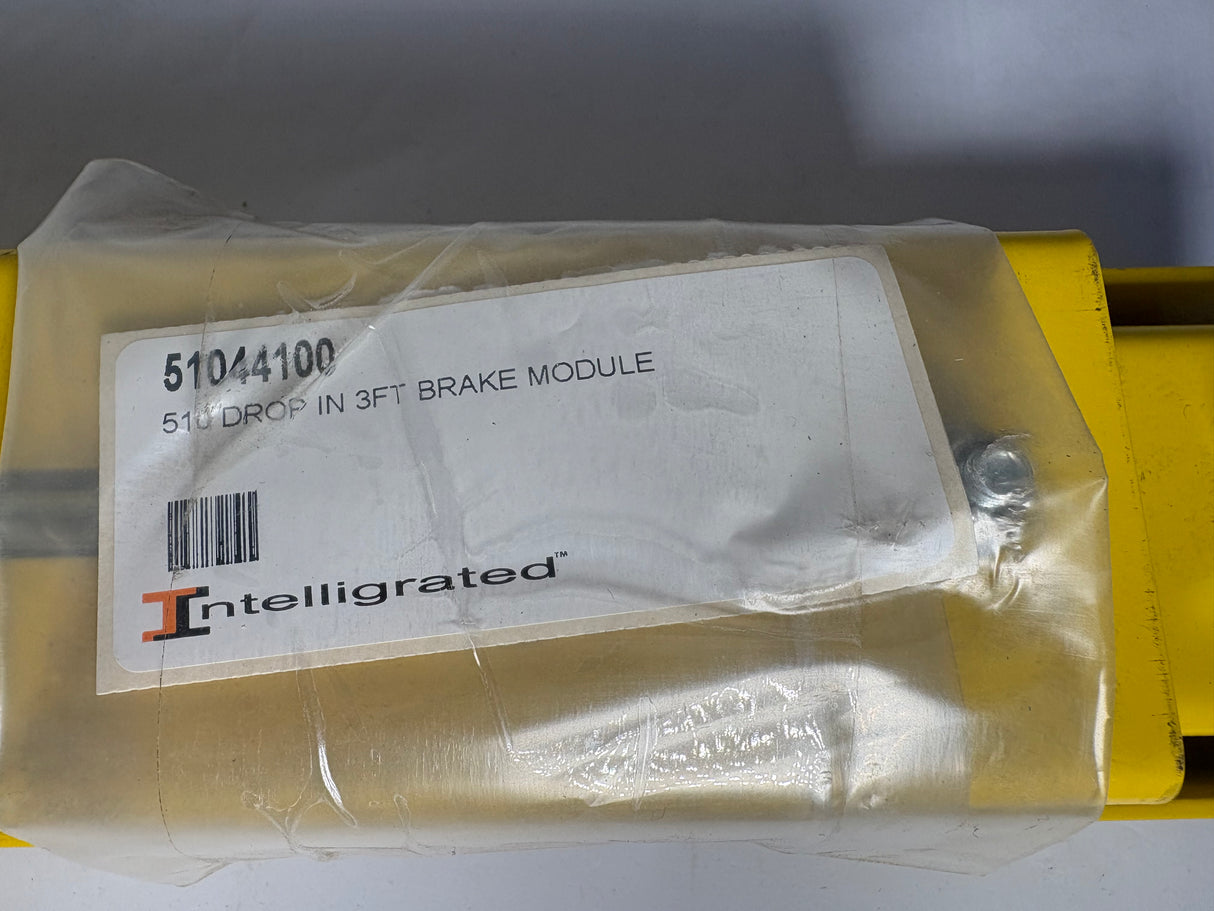 51044100
510 DROP IN 3FT BRAKE MODULE
Intelligrated™